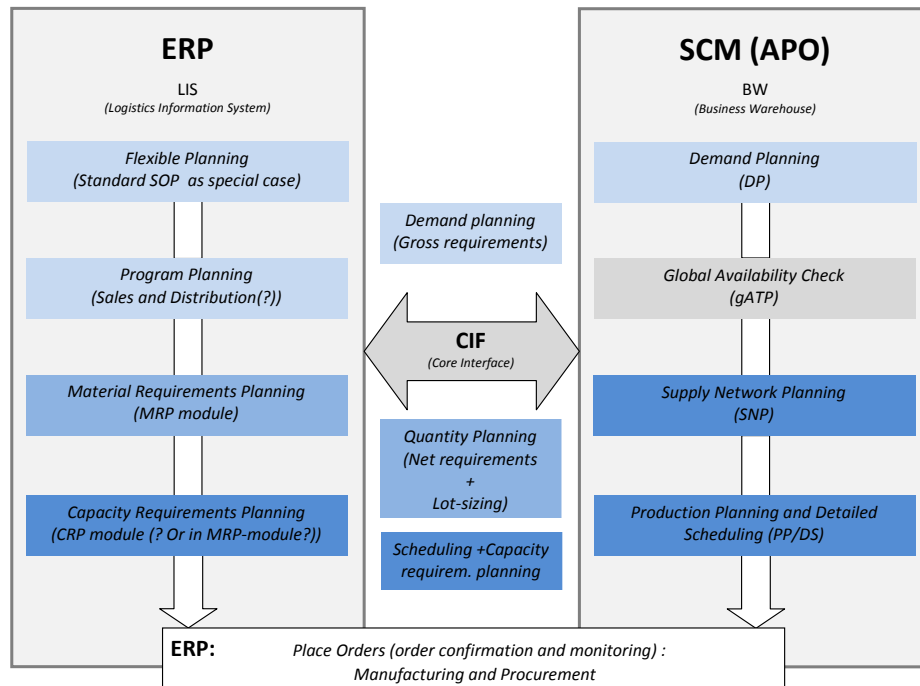 ERP
LIS
(Logistics Information System)
Flexible Planning
(Standard SOP as special case)
Program Planning
(Sales and Distribution(?))
Material Requirements Planning
(MRP module)
Capacity Requirements Planning
(CRP module (? Or in MRP-module?))
Demand planning
(Gross requirements)
CIF
(Core Interface)
Quantity Planning
(Net requirements
+
Lot-sizing)
Scheduling +Capacity
requirem. planning
SCM (APO)
BW
(Business Warehouse)
Demand Planning
(DP)
Global Availability Check
(gATP)
Supply Network Planning
(SNP)
Production Planning and Detailed
Scheduling (PP/DS)
ERP: Place Orders (order confirmation and monitoring) :
Manufacturing and Procurement